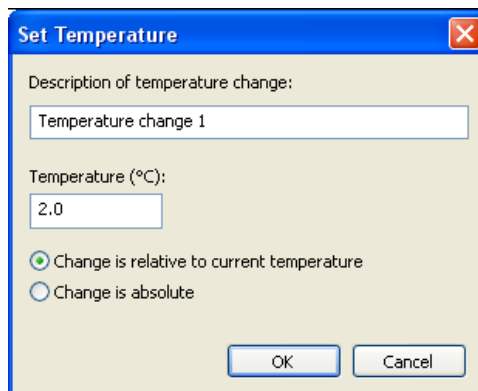 Set Temperature
Description of temperature change:
Temperature change 1
Temperature (°C):
2.0
Change is relative to current temperature
Change is absolute
OK Cancel